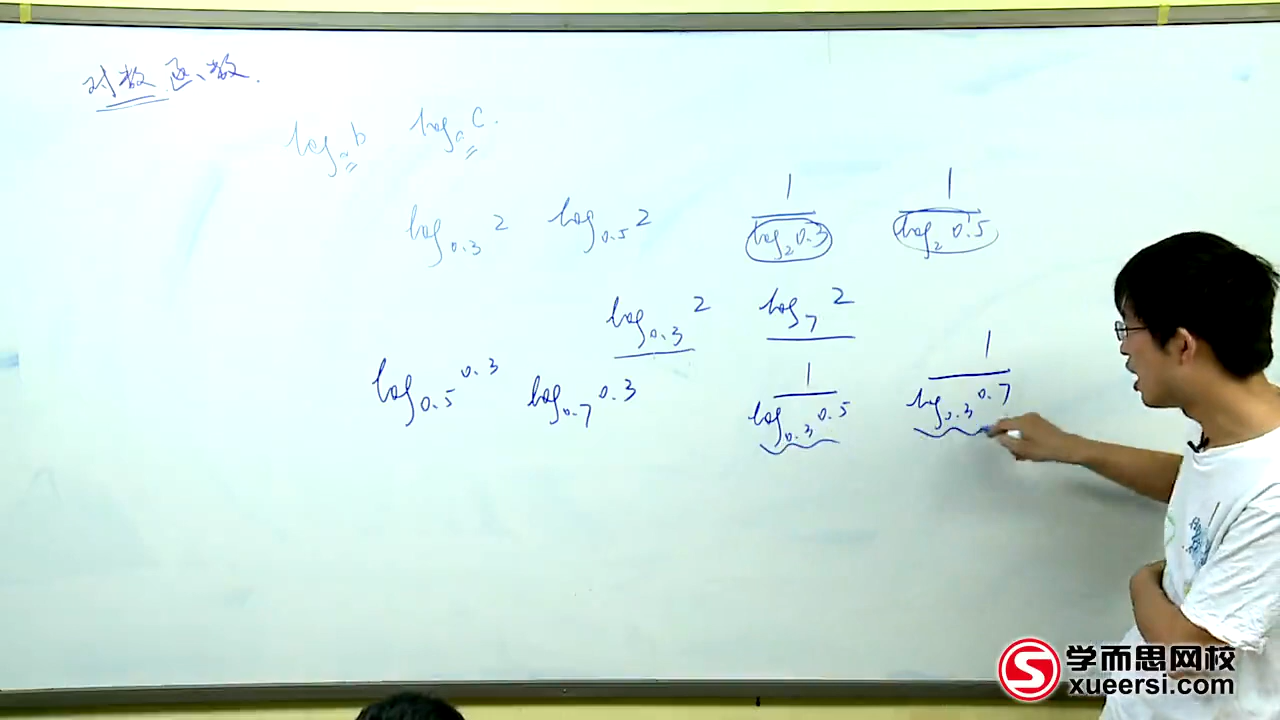 对数函数.
log_a b log_a c.
log_0.3 2 log_0.5 2 1/log_2 0.3 1/log_2 0.5
log_0.3 2 log_7 2
log_0.5 0.3 log_0.7 0.3 1/log_0.3 0.5 1/log_0.3 0.7
学而思网校
xueersi.com